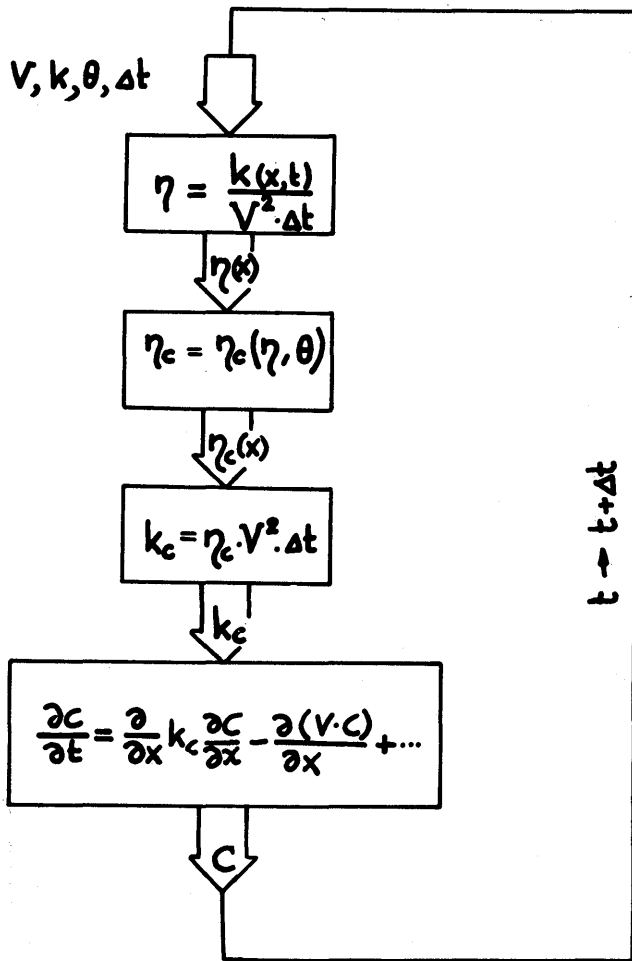 V, k, θ, Δt
η = k(x,t) / V²·Δt
η(x)
η_c = η_c(η, θ)
η_c(x)
k_c = η_c·V²·Δt
k_c
∂c/∂t = ∂/∂x k_c ∂C/∂x − ∂(V·C)/∂x + ···
C
t → t+Δt